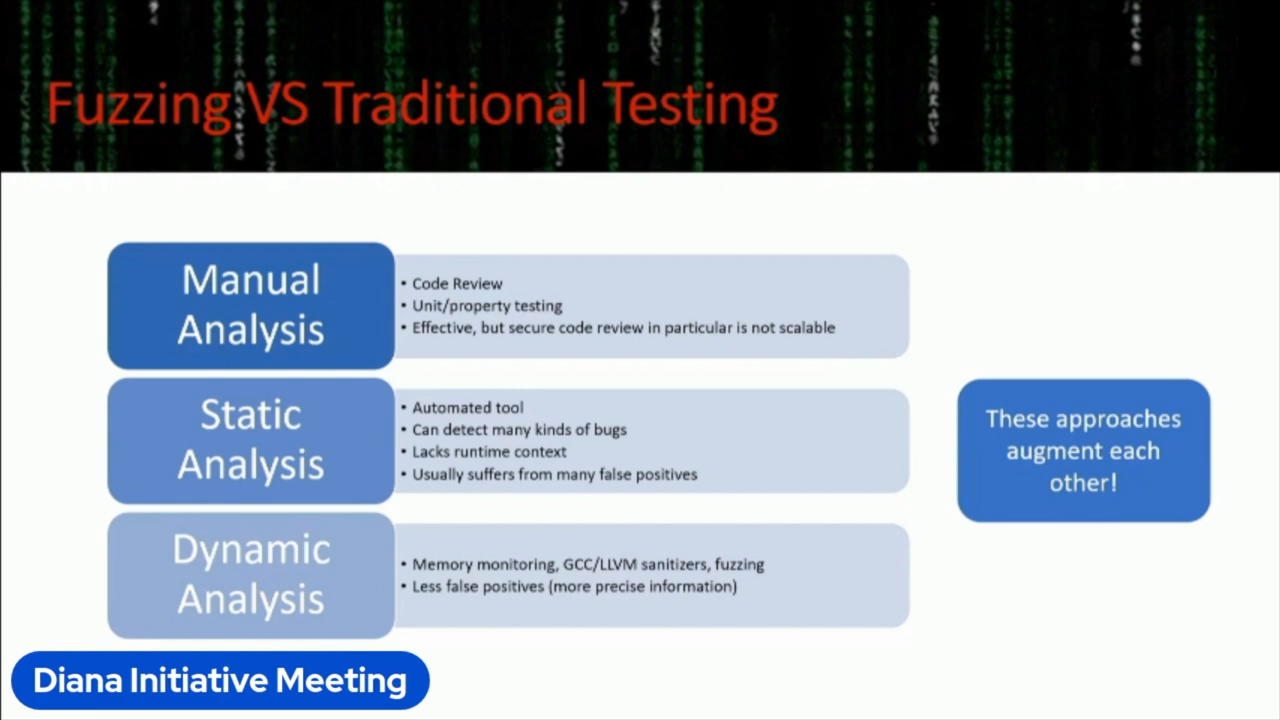 Fuzzing VS Traditional Testing
Manual
Analysis
• Code Review
• Unit/property testing
• Effective, but secure code review in particular is not scalable
Static
Analysis
• Automated tool
• Can detect many kinds of bugs
• Lacks runtime context
• Usually suffers from many false positives
Dynamic
Analysis
• Memory monitoring, GCC/LLVM sanitizers, fuzzing
• Less false positives (more precise information)
These approaches
augment each
other!
Diana Initiative Meeting